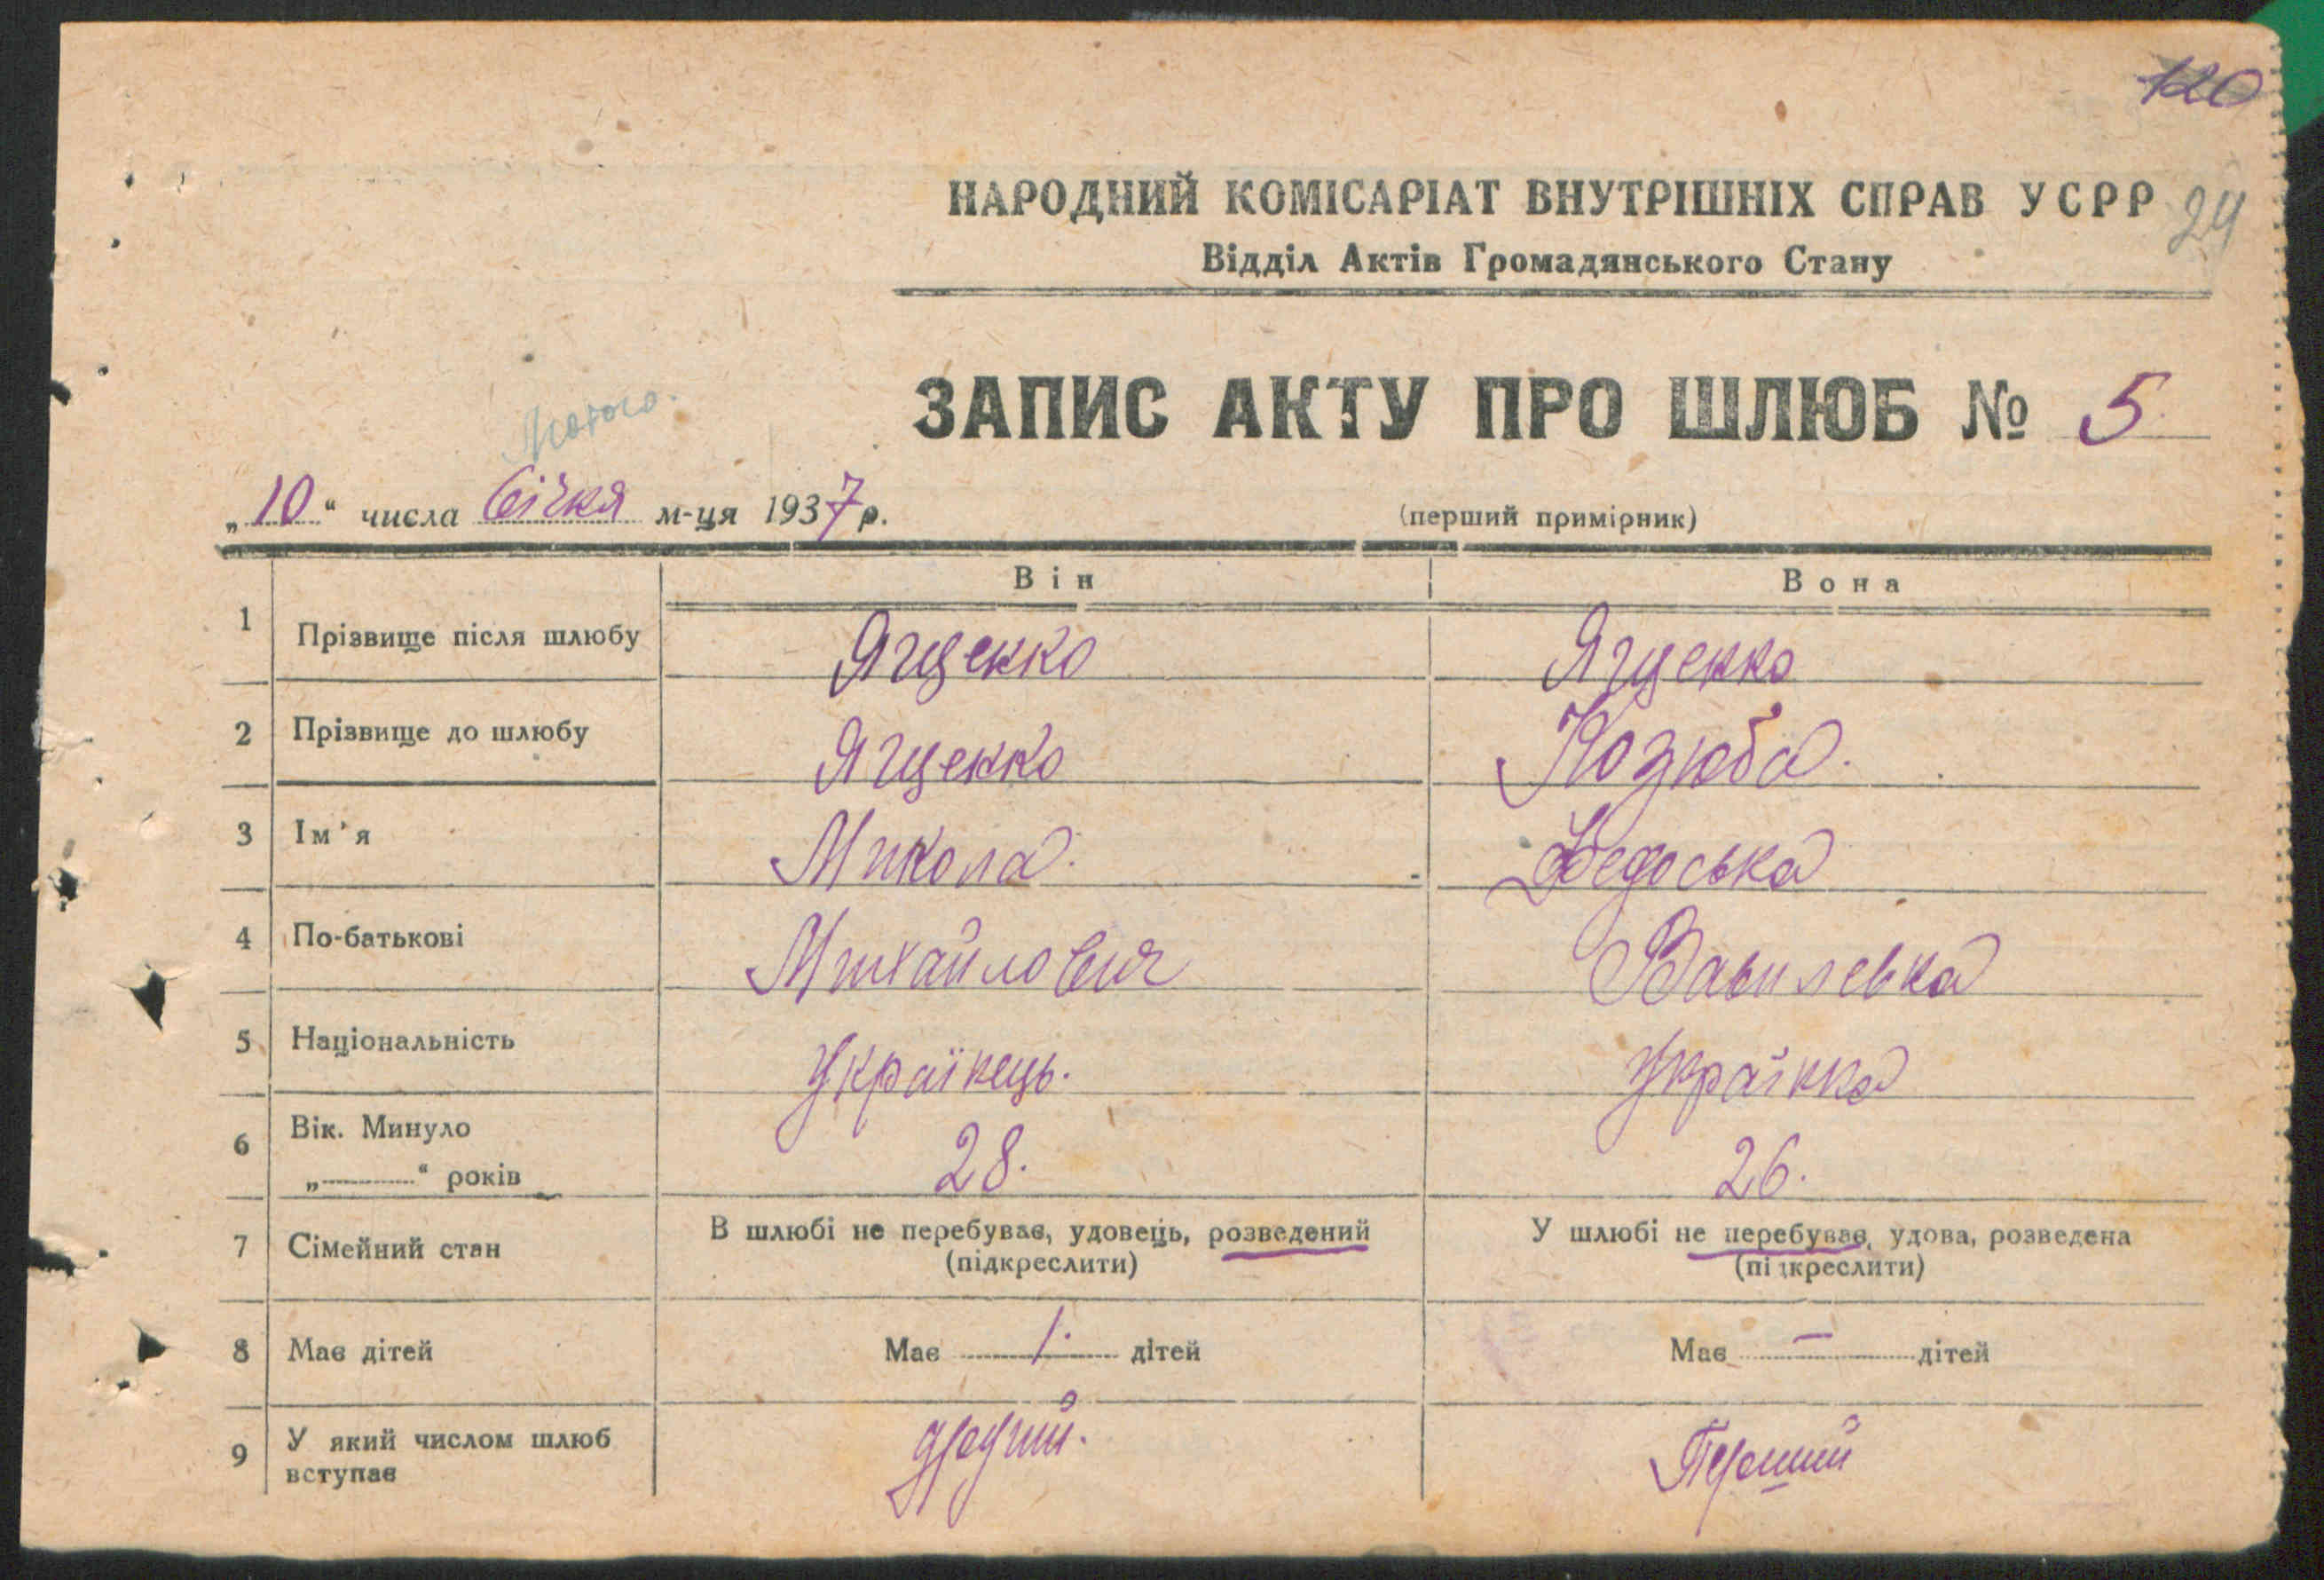 120
НАРОДНИЙ КОМІСАРІАТ ВНУТРІШНІХ СПРАВ УСРР
24
Відділ Актів Громадянського Стану
ЗАПИС АКТУ ПРО ШЛЮБ № 5.
Лютого.
„10“ числа Січня м-ця 1937 р.
(перший примірник)
Він Вона
1 Прізвище після шлюбу Ященко Ященко
2 Прізвище до шлюбу Ященко Козюба.
3 Ім'я Микола. Федоська
4 По-батькові Михайлович Василевна
5 Національність Українець. Українка
6 Вік. Минуло
„ “ років 28. 26.
7 Сімейний стан В шлюбі не перебуває, удовець, розведений У шлюбі не перебуває, удова, розведена
(підкреслити) (підкреслити)
8 Має дітей Має 1. дітей Має — дітей
9 У який числом шлюб
вступає другий. Перший